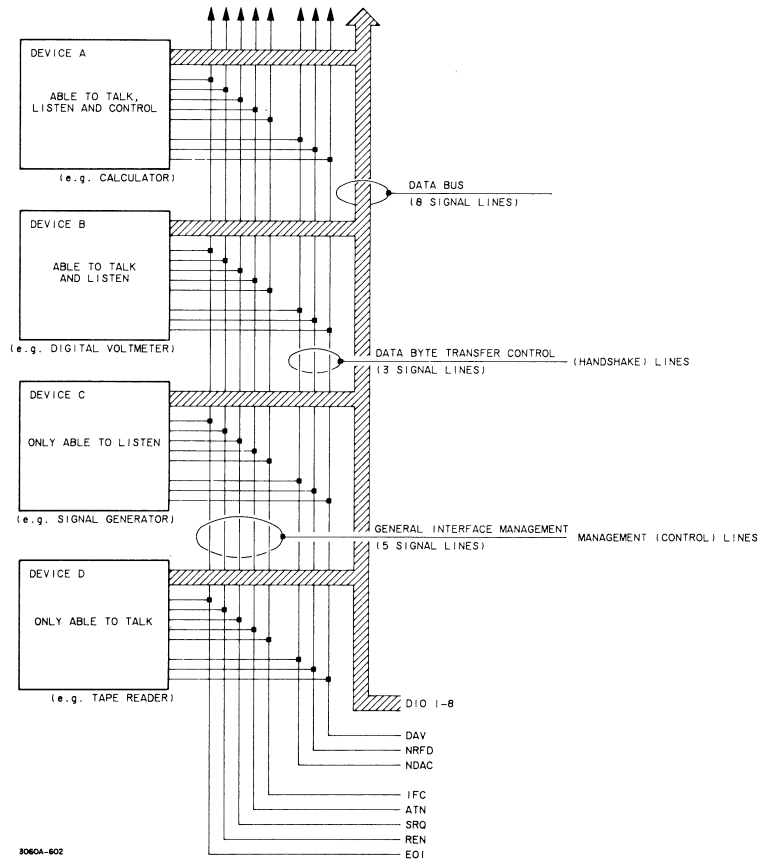 DEVICE A
ABLE TO TALK,
LISTEN AND CONTROL
(e.g. CALCULATOR)
DATA BUS
(8 SIGNAL LINES)
DEVICE B
ABLE TO TALK
AND LISTEN
(e.g. DIGITAL VOLTMETER)
DATA BYTE TRANSFER CONTROL
(3 SIGNAL LINES)
(HANDSHAKE) LINES
DEVICE C
ONLY ABLE TO LISTEN
(e.g. SIGNAL GENERATOR)
GENERAL INTERFACE MANAGEMENT
(5 SIGNAL LINES)
MANAGEMENT (CONTROL) LINES
DEVICE D
ONLY ABLE TO TALK
(e.g. TAPE READER)
DIO 1-8
DAV
NRFD
NDAC
IFC
ATN
SRQ
REN
EOI
3060A-602